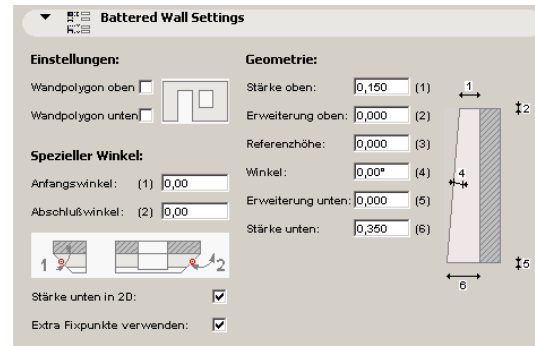 Battered Wall Settings
Einstellungen:
Wandpolygon oben
Wandpolygon unten
Spezieller Winkel:
Anfangswinkel: (1) 0,00
Abschlußwinkel: (2) 0,00
1 2
Stärke unten in 2D:
Extra Fixpunkte verwenden:
Geometrie:
Stärke oben: 0,150 (1)
Erweiterung oben: 0,000 (2)
Referenzhöhe: 0,000 (3)
Winkel: 0,00° (4)
Erweiterung unten: 0,000 (5)
Stärke unten: 0,350 (6)
1
2
4
5
6